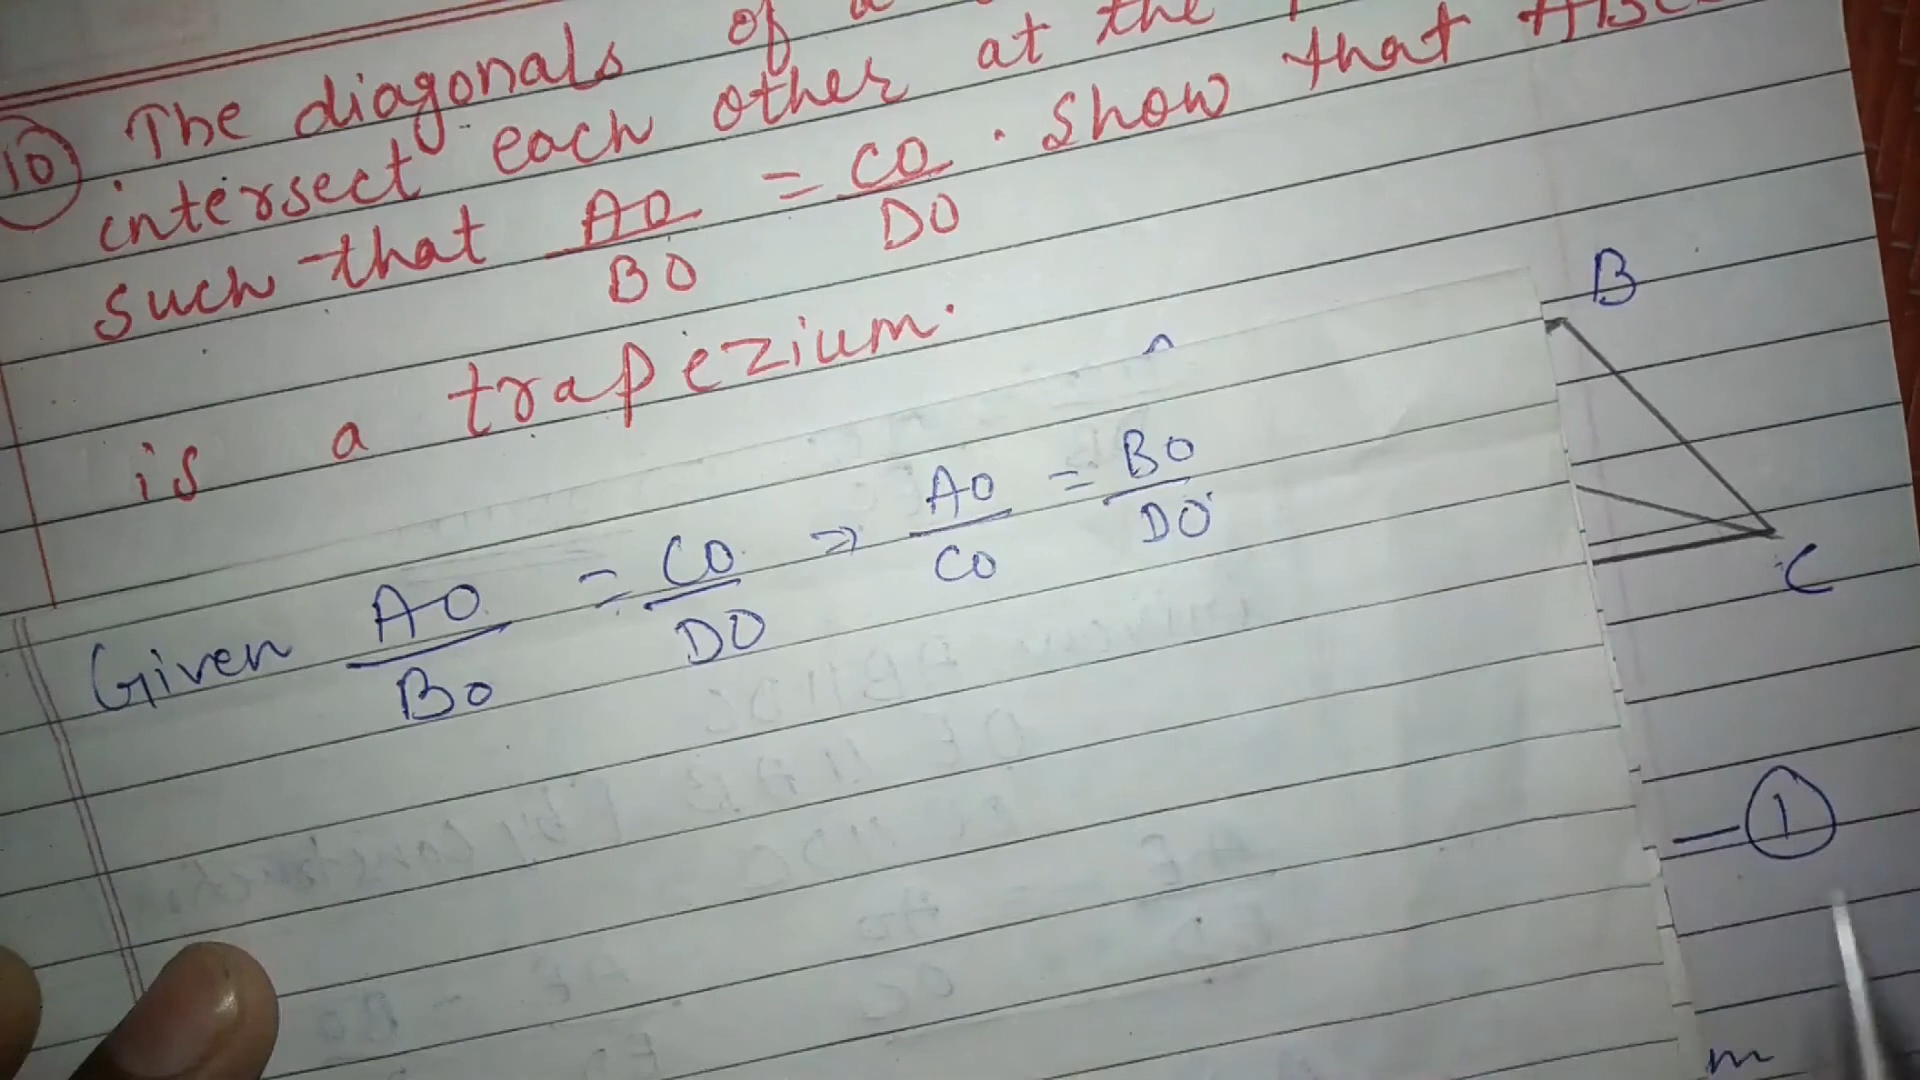 10 The diagonals of a
intersect each other at the
such that AO/BO = CO/DO . Show that ABC
is a trapezium.
B
Given AO/BO = CO/DO ⇒ AO/CO = BO/DO
C
— 1
m